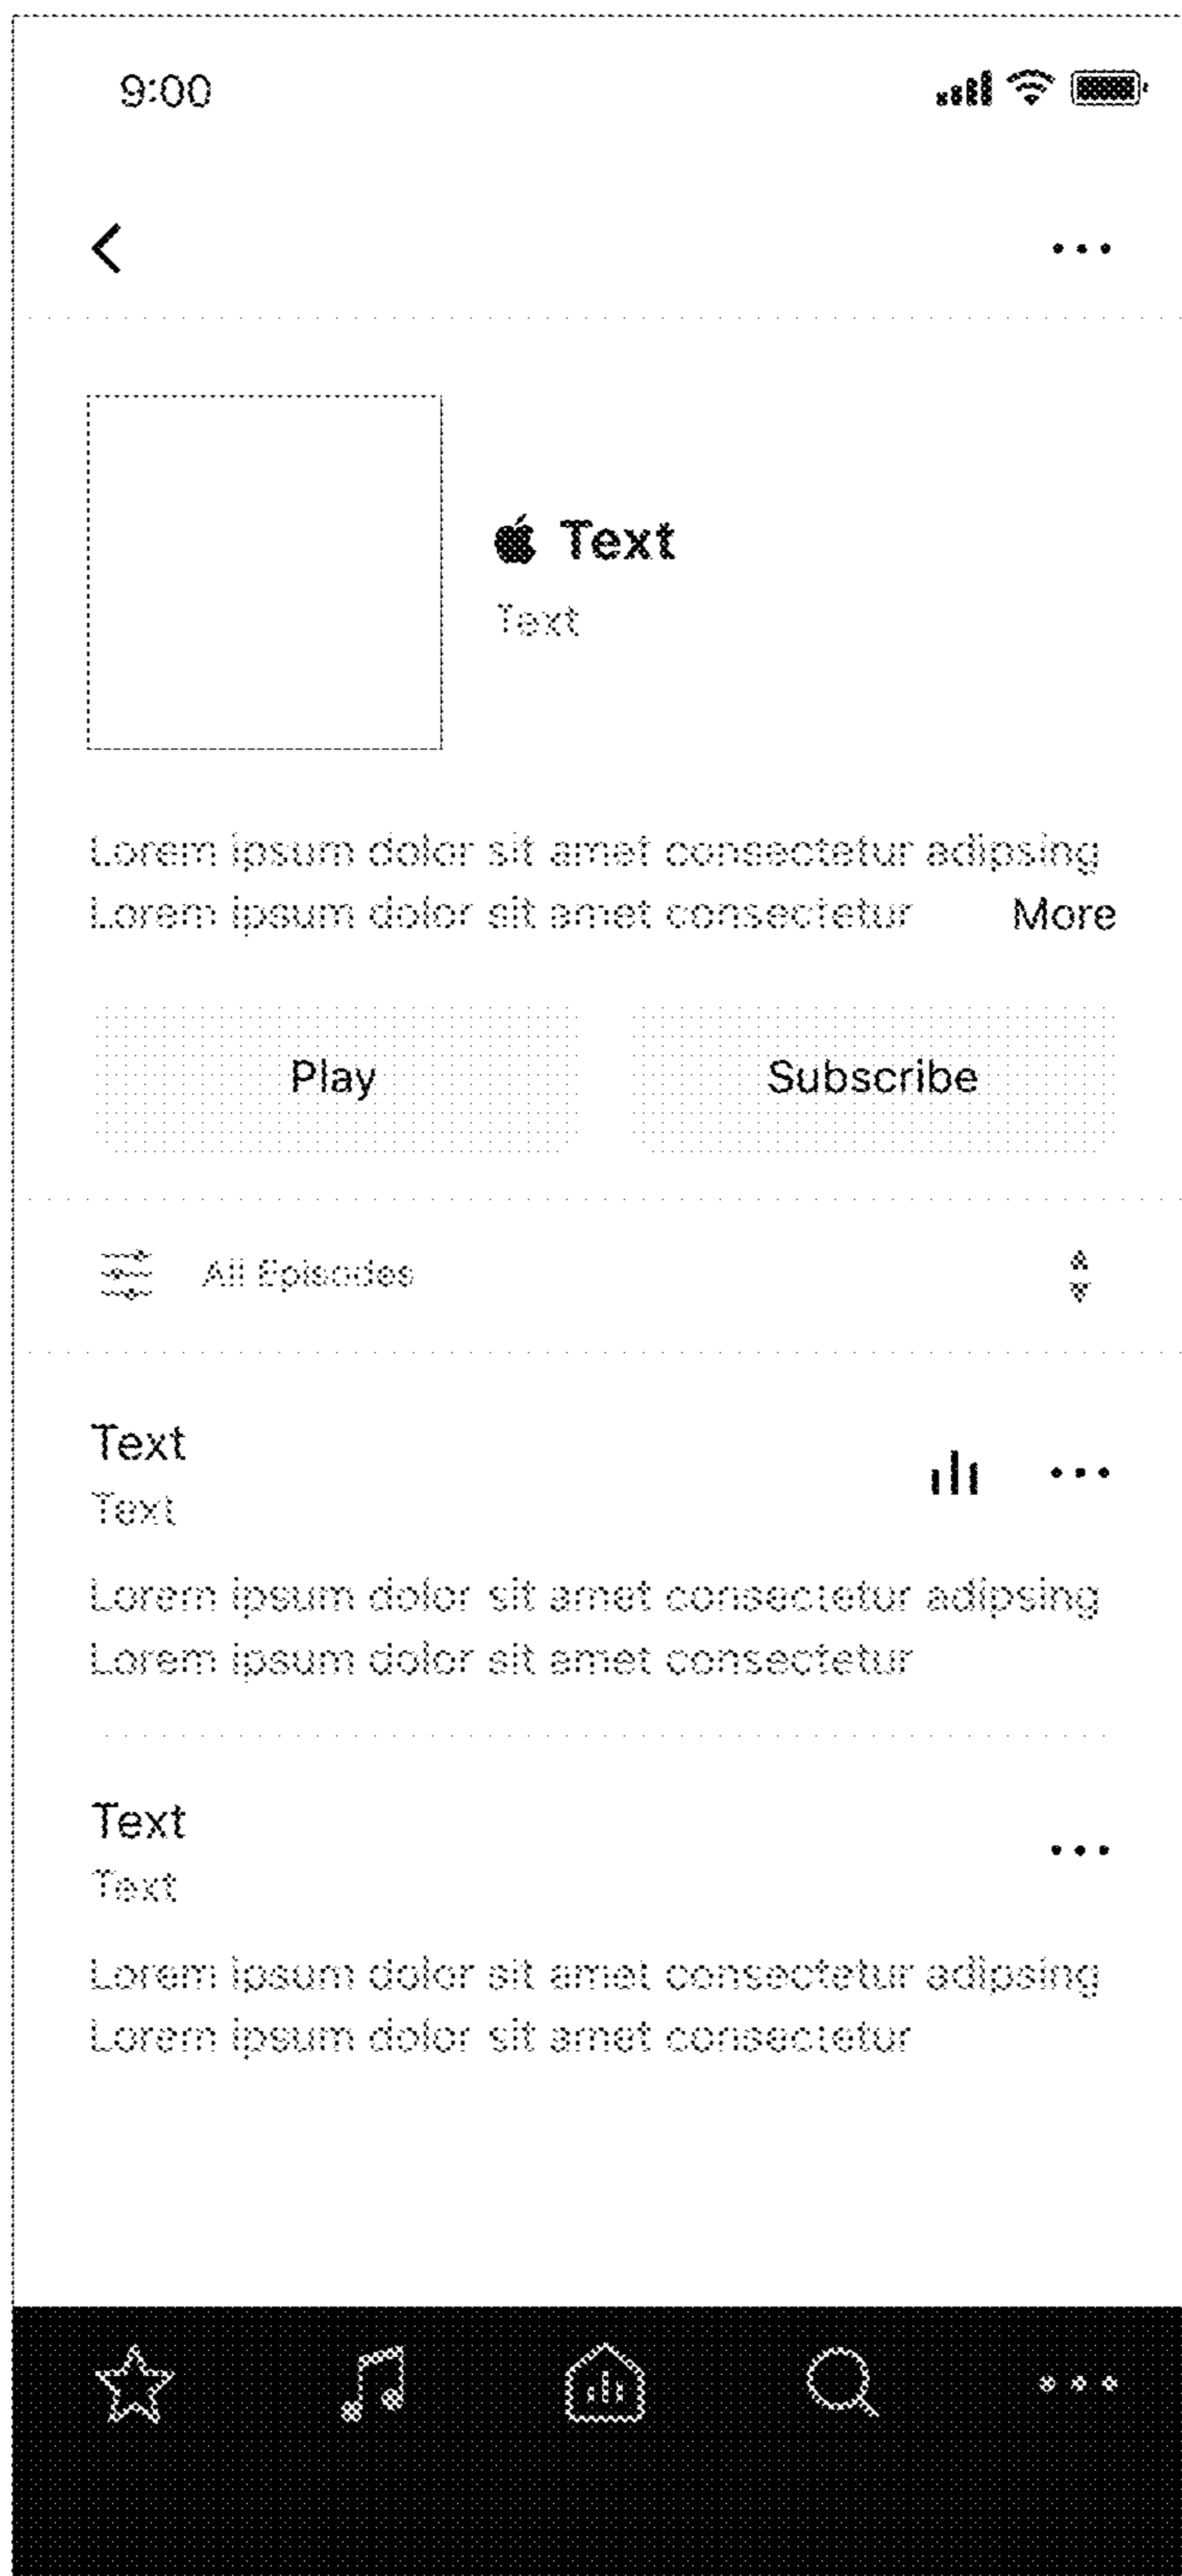 9:00
Text
Text
Lorem ipsum dolor sit amet consectetur adipsing
Lorem ipsum dolor sit amet consectetur More
Play Subscribe
All Episodes
Text
Text
Lorem ipsum dolor sit amet consectetur adipsing
Lorem ipsum dolor sit amet consectetur
Text
Text
Lorem ipsum dolor sit amet consectetur adipsing
Lorem ipsum dolor sit amet consectetur